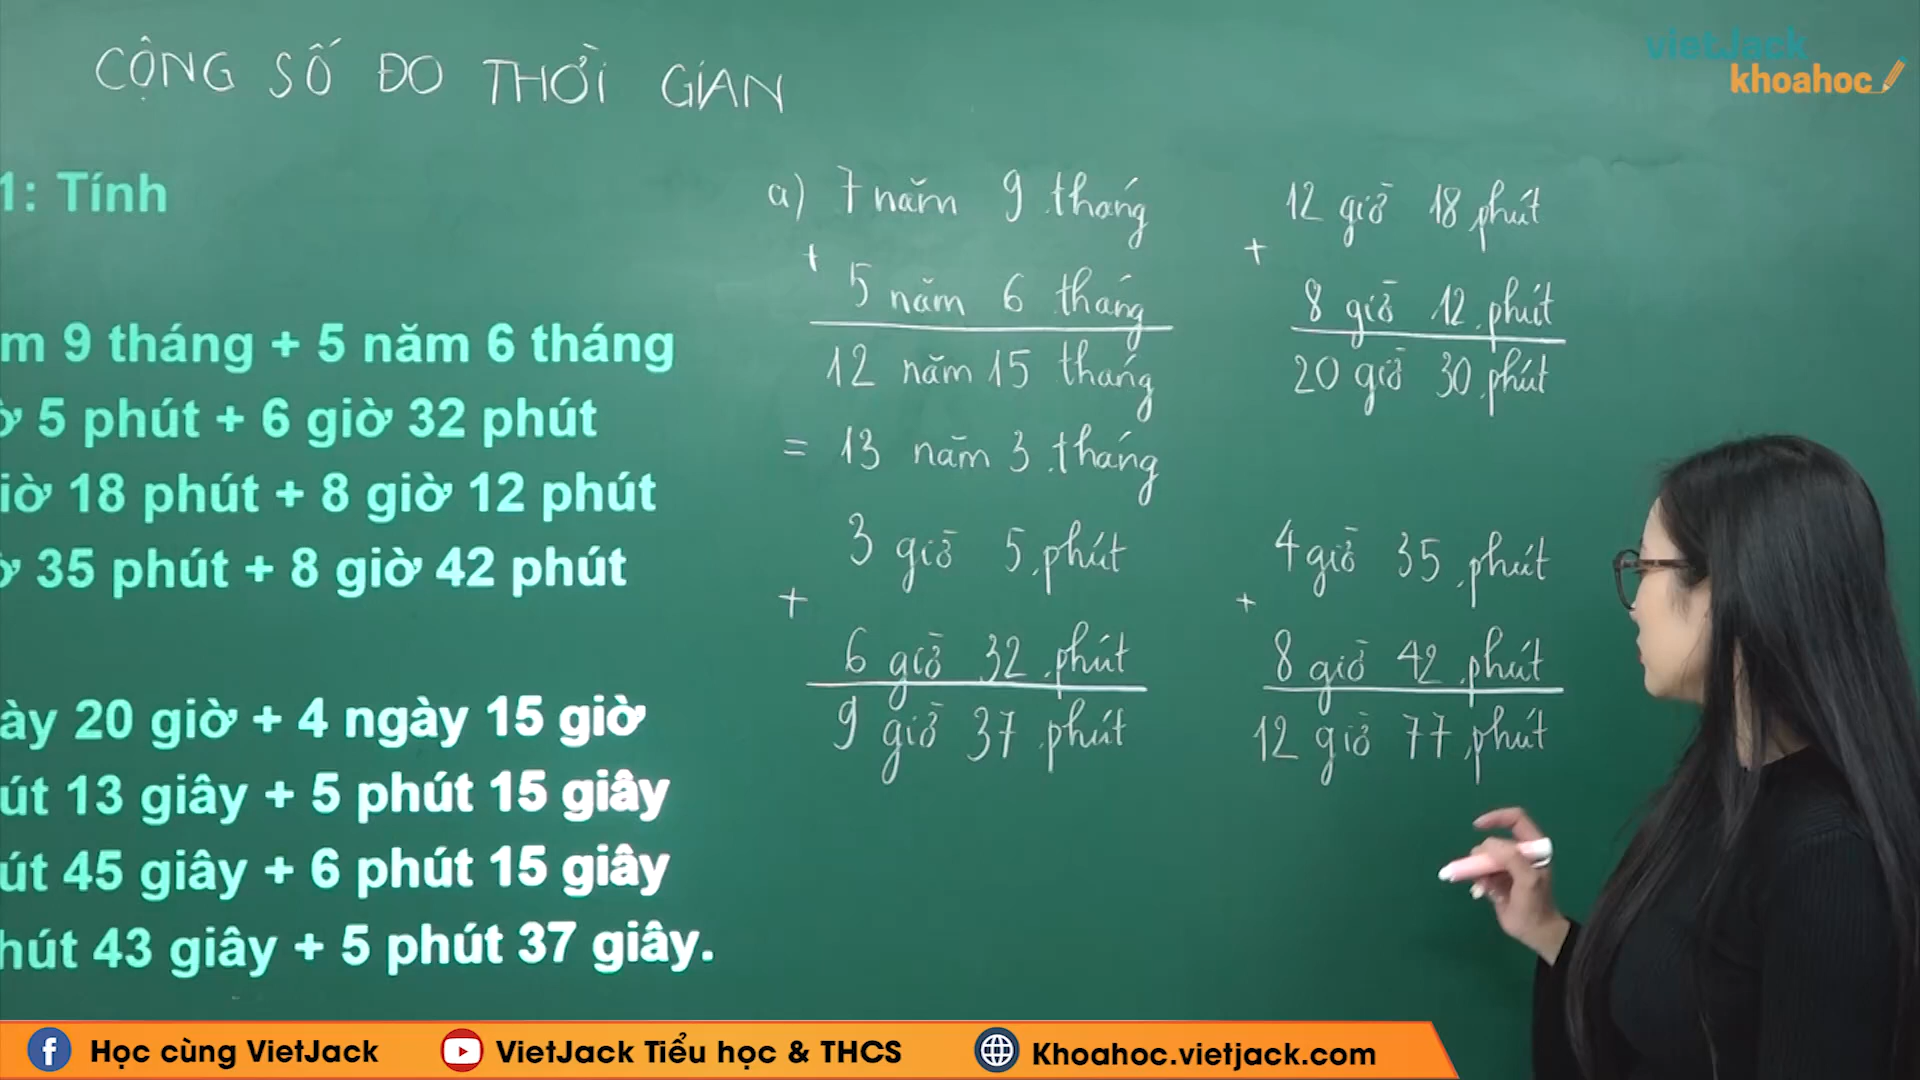 CỘNG SỐ ĐO THỜI GIAN
vietJack
khoahoc
1: Tính
m 9 tháng + 5 năm 6 tháng
ờ 5 phút + 6 giờ 32 phút
iờ 18 phút + 8 giờ 12 phút
ờ 35 phút + 8 giờ 42 phút
ày 20 giờ + 4 ngày 15 giờ
út 13 giây + 5 phút 15 giây
út 45 giây + 6 phút 15 giây
hút 43 giây + 5 phút 37 giây.
a) 7 năm 9 tháng
+
5 năm 6 tháng
12 năm 15 tháng
= 13 năm 3 tháng
3 giờ 5 phút
+
6 giờ 32 phút
9 giờ 37 phút
12 giờ 18 phút
+
8 giờ 12 phút
20 giờ 30 phút
4 giờ 35 phút
+
8 giờ 42 phút
12 giờ 77 phút
Học cùng VietJack
VietJack Tiểu học & THCS
Khoahoc.vietjack.com